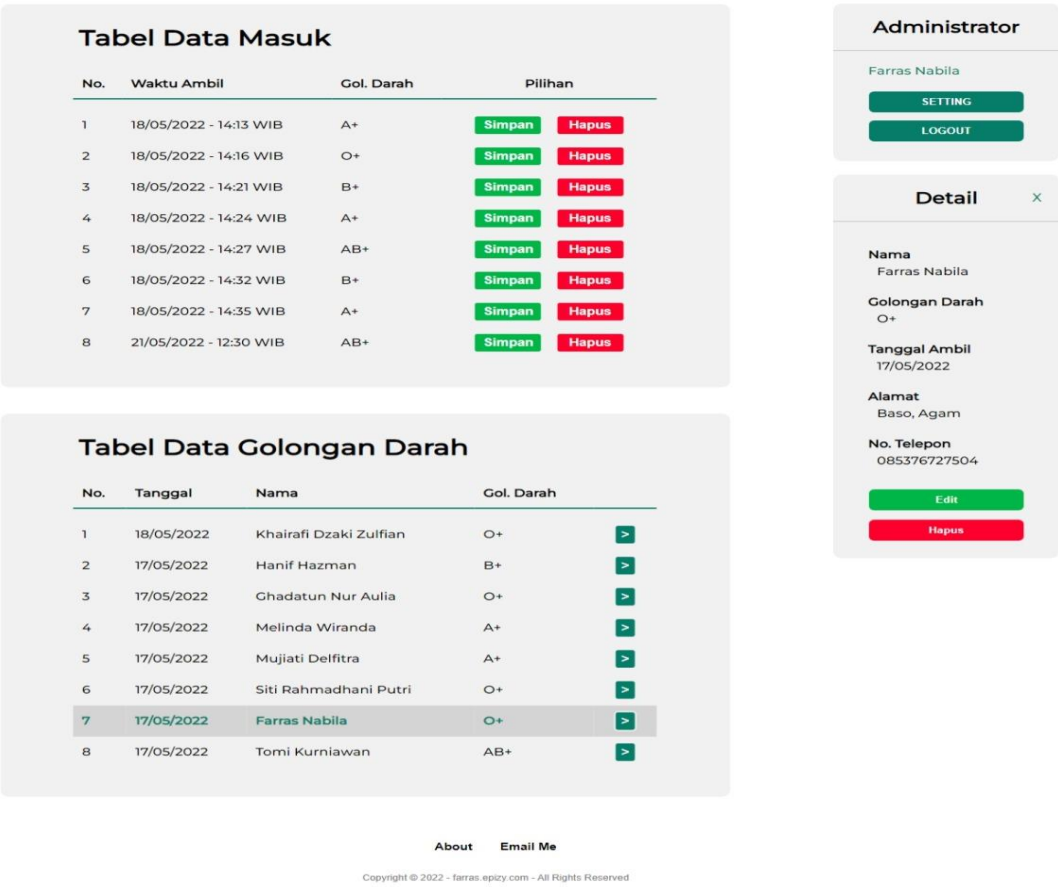 Tabel Data Masuk
No. Waktu Ambil Gol. Darah Pilihan
1 18/05/2022 - 14:13 WIB A+ Simpan Hapus
2 18/05/2022 - 14:16 WIB O+ Simpan Hapus
3 18/05/2022 - 14:21 WIB B+ Simpan Hapus
4 18/05/2022 - 14:24 WIB A+ Simpan Hapus
5 18/05/2022 - 14:27 WIB AB+ Simpan Hapus
6 18/05/2022 - 14:32 WIB B+ Simpan Hapus
7 18/05/2022 - 14:35 WIB A+ Simpan Hapus
8 21/05/2022 - 12:30 WIB AB+ Simpan Hapus
Tabel Data Golongan Darah
No. Tanggal Nama Gol. Darah
1 18/05/2022 Khairafi Dzaki Zulfian O+ >
2 17/05/2022 Hanif Hazman B+ >
3 17/05/2022 Ghadatun Nur Aulia O+ >
4 17/05/2022 Melinda Wiranda A+ >
5 17/05/2022 Mujiati Delfitra A+ >
6 17/05/2022 Siti Rahmadhani Putri O+ >
7 17/05/2022 Farras Nabila O+ >
8 17/05/2022 Tomi Kurniawan AB+ >
Administrator
Farras Nabila
SETTING
LOGOUT
Detail X
Nama
Farras Nabila
Golongan Darah
O+
Tanggal Ambil
17/05/2022
Alamat
Baso, Agam
No. Telepon
085376727504
Edit
Hapus
About Email Me
Copyright © 2022 - farras.epizy.com - All Rights Reserved